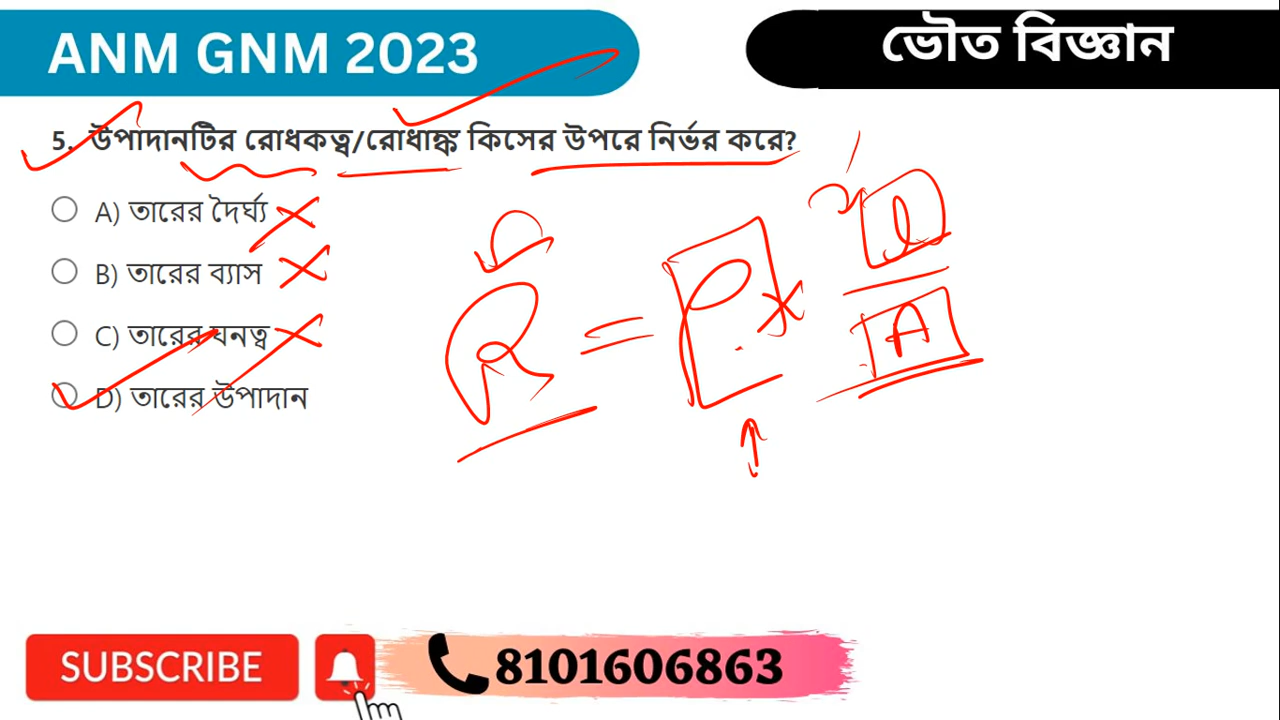 ANM GNM 2023
ভৌত বিজ্ঞান
5. উপাদানটির রোধকত্ব/রোধাঙ্ক কিসের উপরে নির্ভর করে?
A) তারের দৈর্ঘ্য
B) তারের ব্যাস
C) তারের ঘনত্ব
D) তারের উপাদান
R = ρ × l / A
SUBSCRIBE
8101606863